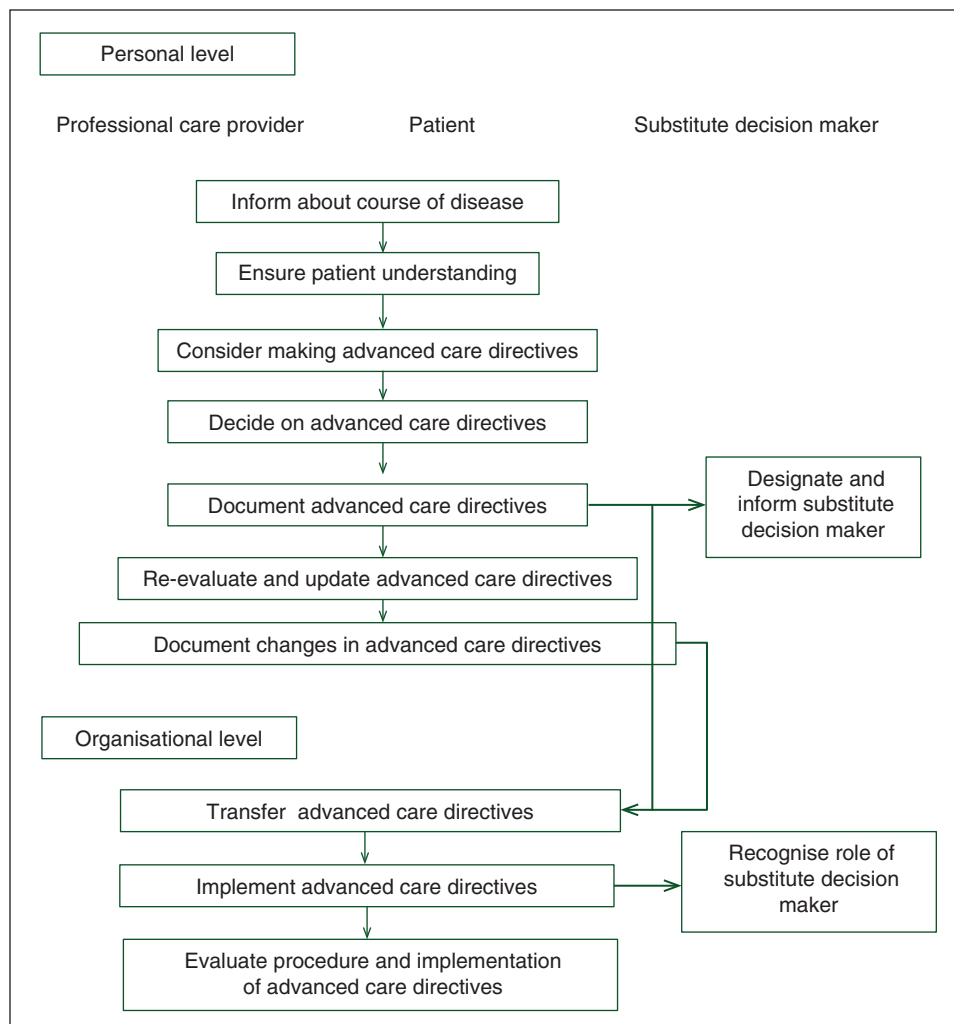 Personal level
Professional care provider
Patient
Substitute decision maker
Inform about course of disease
Ensure patient understanding
Consider making advanced care directives
Decide on advanced care directives
Document advanced care directives
Designate and
inform substitute
decision maker
Re-evaluate and update advanced care directives
Document changes in advanced care directives
Organisational level
Transfer advanced care directives
Implement advanced care directives
Recognise role of
substitute decision
maker
Evaluate procedure and implementation
of advanced care directives